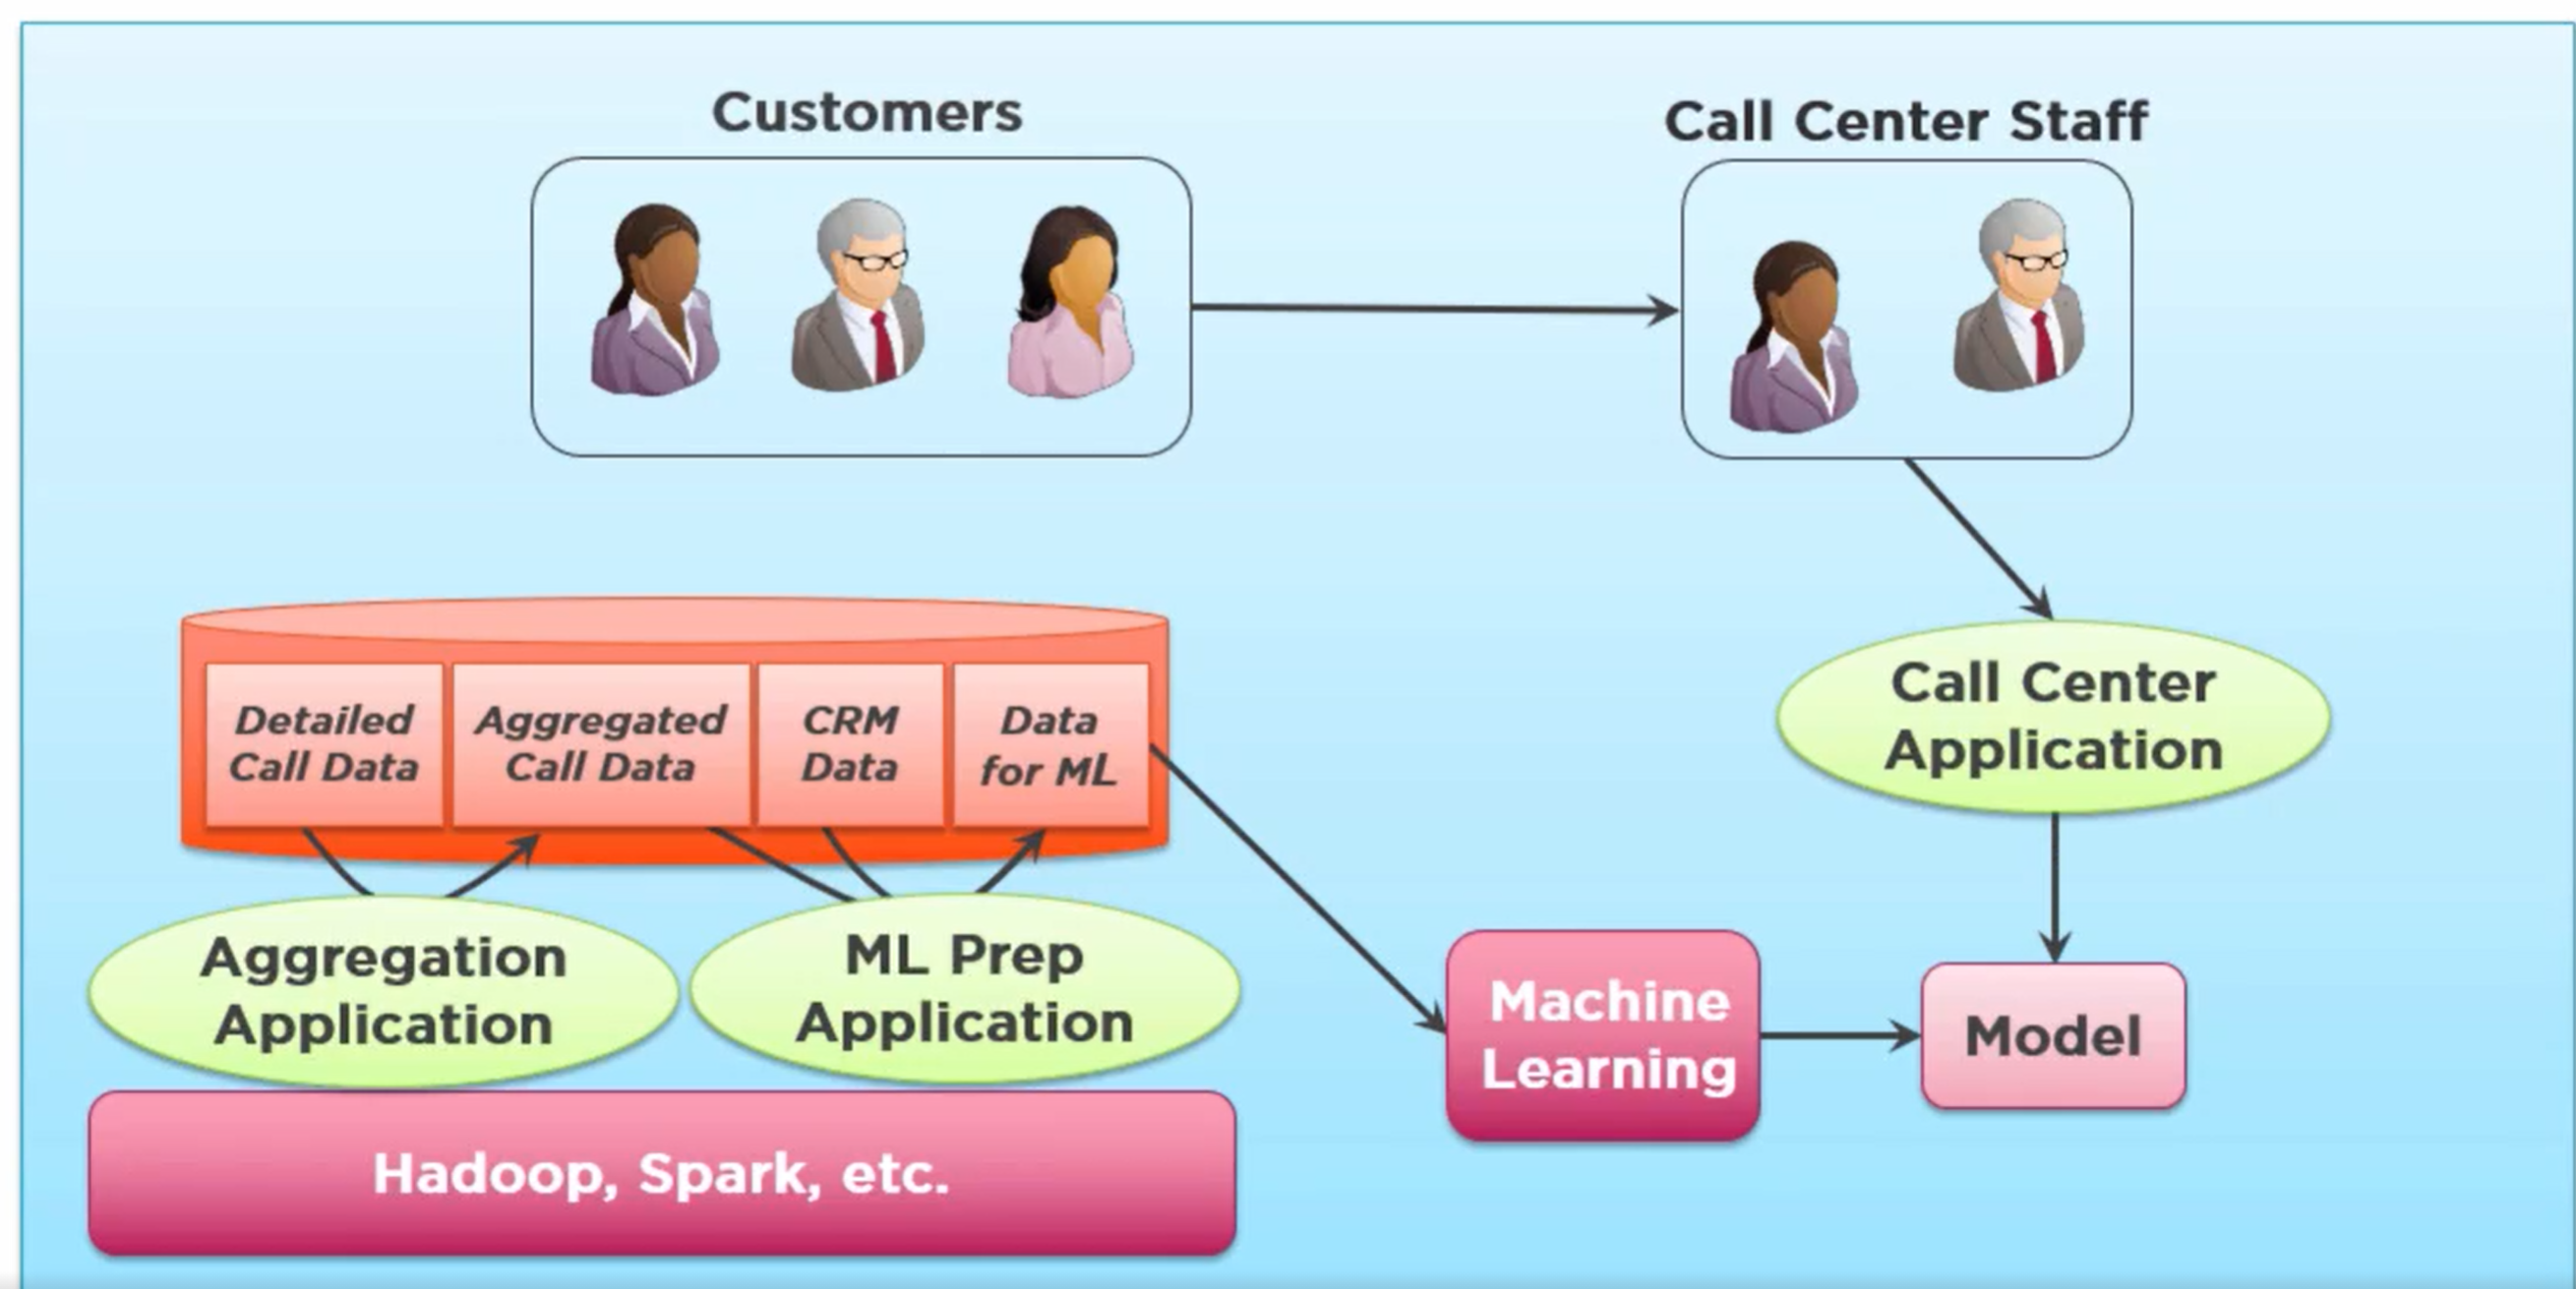 Customers
Call Center Staff
Detailed
Call Data
Aggregated
Call Data
CRM
Data
Data
for ML
Call Center
Application
Aggregation
Application
ML Prep
Application
Machine
Learning
Model
Hadoop, Spark, etc.